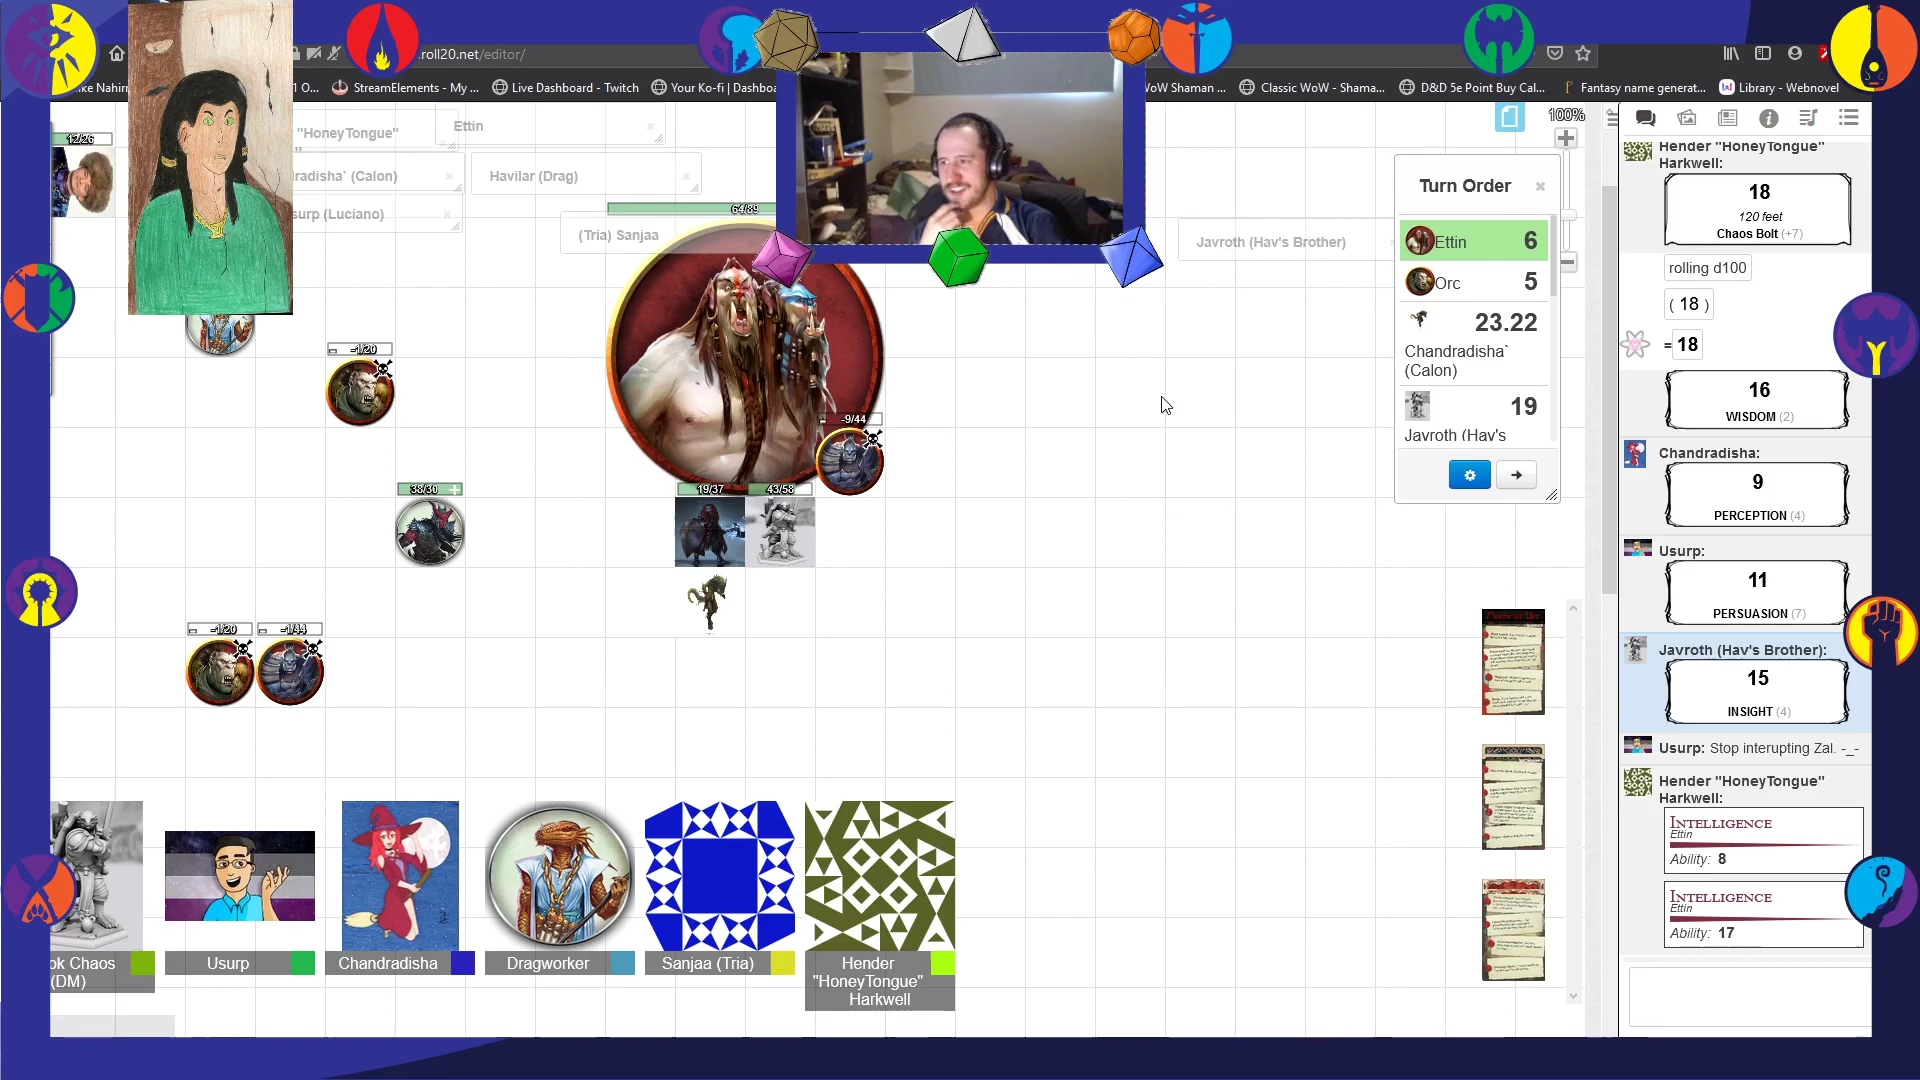 .roll20.net/editor/
ike Nahirn
1 O...
StreamElements - My ...
Live Dashboard - Twitch
Your Ko-fi | Dashboa
WoW Shaman ...
Classic WoW - Shama...
D&D 5e Point Buy Cal...
Fantasy name generat...
Library - Webnovel
12/26
"HoneyTongue"
"
Ettin
radisha` (Calon)
Havilar (Drag)
surp (Luciano)
64/89
(Tria) Sanjaa
Javroth (Hav's Brother)
100%
-1/20
-9/44
38/30
19/37
43/58
-1/20
-1/44
Turn Order
Ettin
6
Orc
5
23.22
Chandradisha`
(Calon)
19
Javroth (Hav's
ok Chaos
(DM)
Usurp
Chandradisha
Dragworker
Sanjaa (Tria)
Hender
"HoneyTongue"
Harkwell
Hender "HoneyTongue"
Harkwell:
18
120 feet
Chaos Bolt (+7)
rolling d100
( 18 )
= 18
16
WISDOM (2)
Chandradisha:
9
PERCEPTION (4)
Usurp:
11
PERSUASION (7)
Javroth (Hav's Brother):
15
INSIGHT (4)
Usurp: Stop interupting Zal. -_-
Hender "HoneyTongue"
Harkwell:
Intelligence
Ettin
Ability: 8
Intelligence
Ettin
Ability: 17